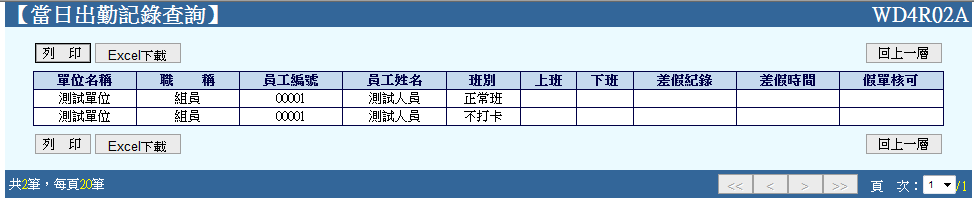 【當日出勤記錄查詢】 WD4R02A
列 印 Excel下載 回上一層
單位名稱 職 稱 員工編號 員工姓名 班別 上班 下班 差假紀錄 差假時間 假單核可
測試單位 組員 00001 測試人員 正常班
測試單位 組員 00001 測試人員 不打卡
列 印 Excel下載 回上一層
共2筆，每頁20筆 << < > >> 頁 次：1 /1